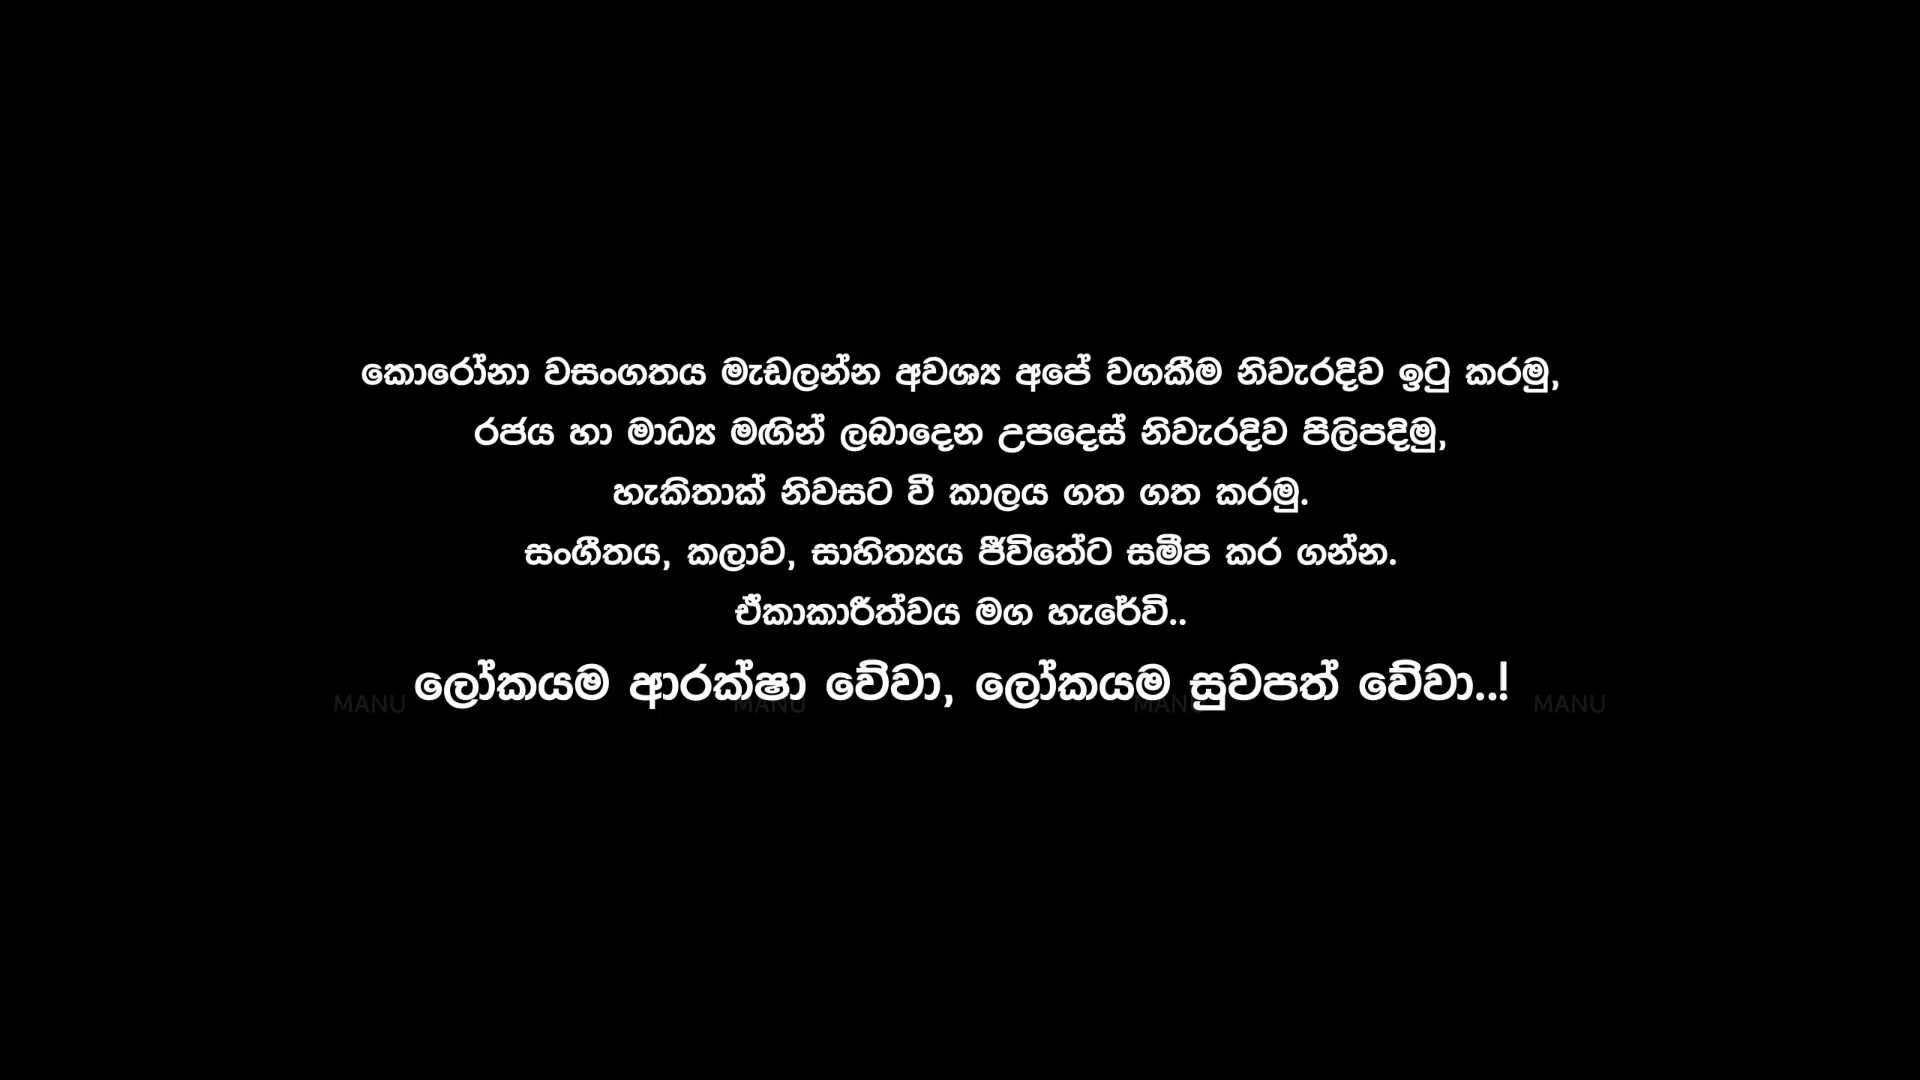 කොරෝනා වසංගතය මැඩලන්න අවශ්‍ය අපේ වගකීම නිවැරදිව ඉටු කරමු,
රජය හා මාධ්‍ය මඟින් ලබාදෙන උපදෙස් නිවැරදිව පිලිපදිමු,
හැකිතාක් නිවසට වී කාලය ගත ගත කරමු.
සංගීතය, කලාව, සාහිත්‍යය ජීවිතේට සමීප කර ගන්න.
ඒකාකාරීත්වය මග හැරේවි..
ලෝකයම ආරක්ෂා වේවා, ලෝකයම සුවපත් වේවා..!
MANU MANU MANU MANU